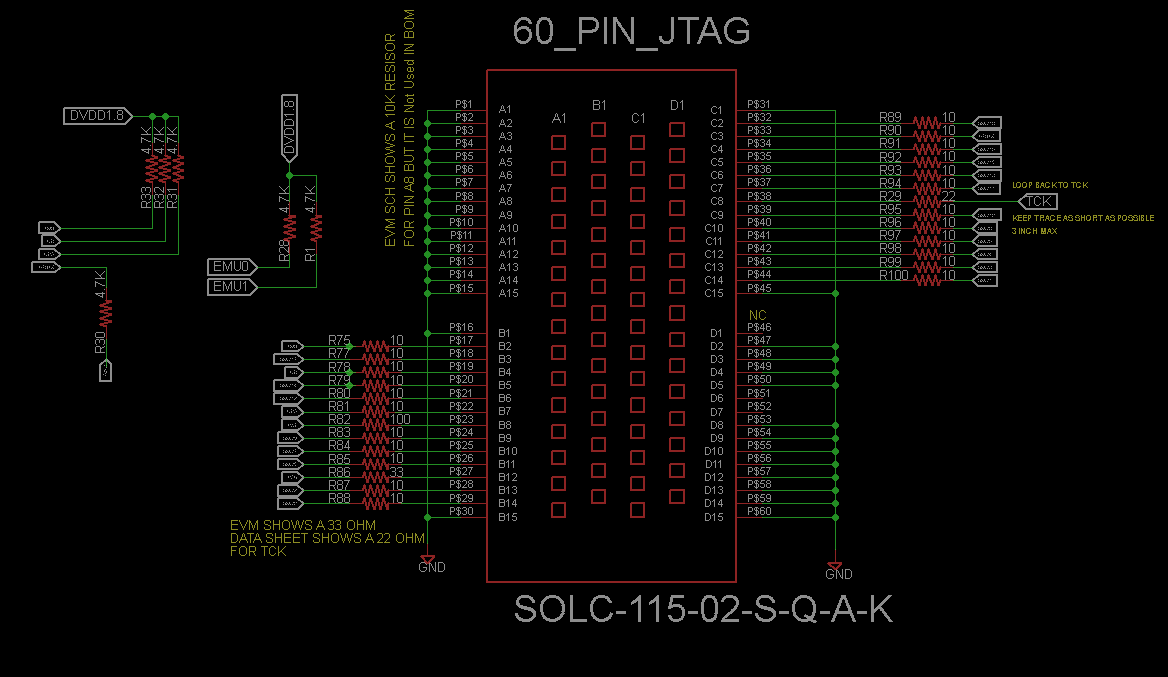 60_PIN_JTAG
EVM SCH SHOWS A 10K RESISOR
FOR PIN A8 BUT IT IS Not Used IN BOM
DVDD1.8
4.7K
4.7K
4.7K
R33
R32
R31
4.7K
R30
DVDD1.8
4.7K
4.7K
R28
R1
EMU0
EMU1
P$1 A1
P$2 A2
P$3 A3
P$4 A4
P$5 A5
P$6 A6
P$7 A7
P$8 A8
P$9 A9
P$10 A10
P$11 A11
P$12 A12
P$13 A13
P$14 A14
P$15 A15
P$16 B1
R75 10 P$17 B2
R77 10 P$18 B3
R78 10 P$19 B4
R79 10 P$20 B5
R80 10 P$21 B6
R81 10 P$22 B7
R82 100 P$23 B8
R83 10 P$24 B9
R84 10 P$25 B10
R85 10 P$26 B11
R86 33 P$27 B12
R87 10 P$28 B13
R88 10 P$29 B14
P$30 B15
EVM SHOWS A 33 OHM
DATA SHEET SHOWS A 22 OHM
FOR TCK
GND
A1
B1
C1
D1
C1 P$31
C2 P$32 R89 10
C3 P$33 R90 10
C4 P$34 R91 10
C5 P$35 R92 10
C6 P$36 R93 10
C7 P$37 R94 10
C8 P$38 R29 22 TCK
C9 P$39 R95 10
C10 P$40 R96 10
C11 P$41 R97 10
C12 P$42 R98 10
C13 P$43 R99 10
C14 P$44 R100 10
C15 P$45
LOOP BACK TO TCK
KEEP TRACE AS SHORT AS POSSIBLE
3 INCH MAX
NC
D1 P$46
D2 P$47
D3 P$48
D4 P$49
D5 P$50
D6 P$51
D7 P$52
D8 P$53
D9 P$54
D10 P$55
D11 P$56
D12 P$57
D13 P$58
D14 P$59
D15 P$60
GND
SOLC-115-02-S-Q-A-K